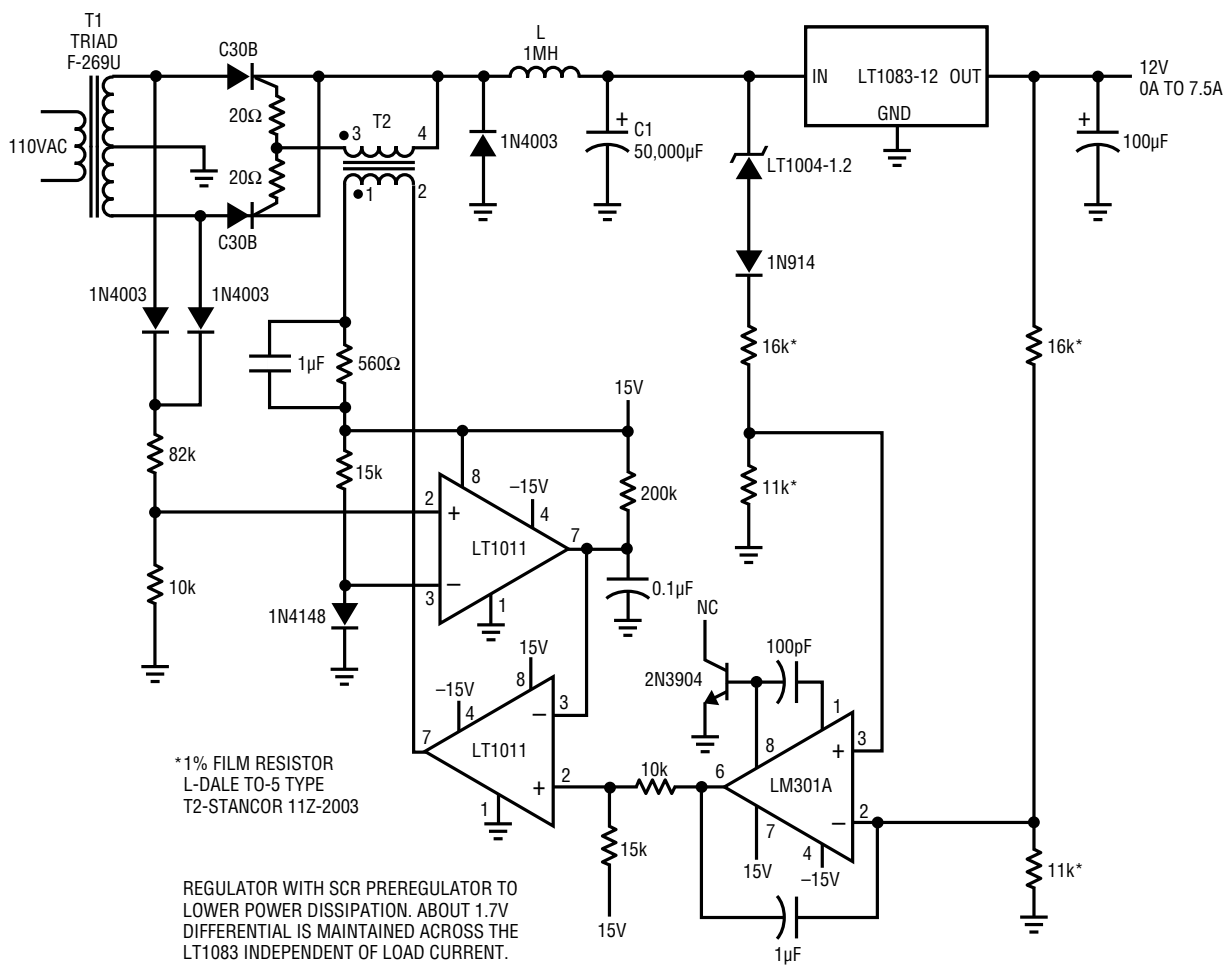 T1
TRIAD
F-269U
C30B
L
1MH
IN
LT1083-12
OUT
GND
12V
0A TO 7.5A
20Ω
T2
3
4
110VAC
1N4003
+
C1
50,000µF
+
100µF
20Ω
1
2
LT1004-1.2
C30B
1N914
1N4003
1N4003
16k*
16k*
1µF
560Ω
15V
82k
15k
8
–15V
4
200k
11k*
2
+
LT1011
7
10k
–
3
1
0.1µF
1N4148
NC
15V
8
100pF
2N3904
–15V
4
–
3
1
8
3
+
7
LT1011
6
LM301A
*1% FILM RESISTOR
L-DALE TO-5 TYPE
T2-STANCOR 11Z-2003
+
2
10k
–
2
1
7
4
15k
15V
–15V
11k*
15V
1µF
REGULATOR WITH SCR PREREGULATOR TO
LOWER POWER DISSIPATION. ABOUT 1.7V
DIFFERENTIAL IS MAINTAINED ACROSS THE
LT1083 INDEPENDENT OF LOAD CURRENT.